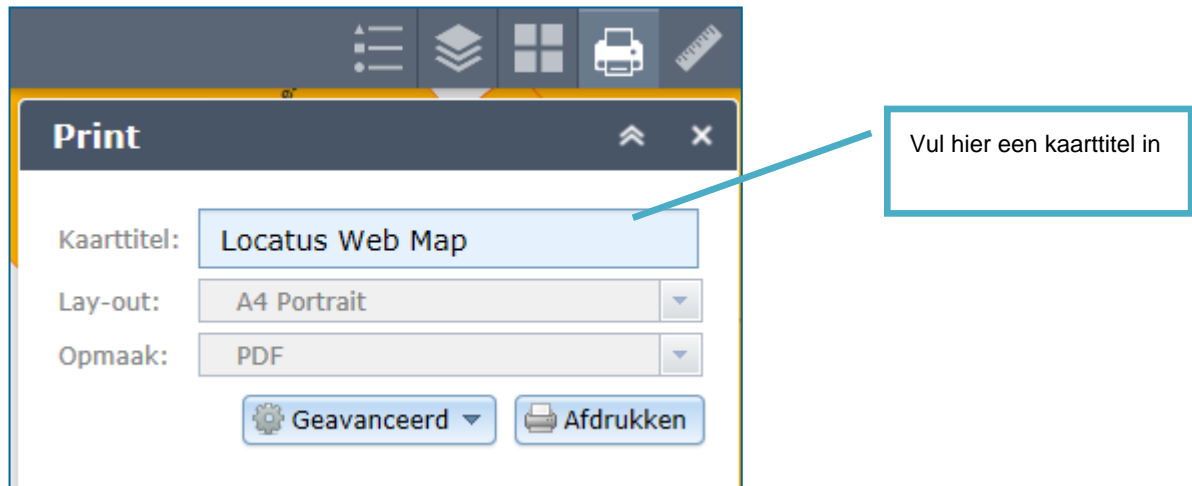 Print
Vul hier een kaarttitel in
Kaarttitel: Locatus Web Map
Lay-out: A4 Portrait
Opmaak: PDF
Geavanceerd Afdrukken